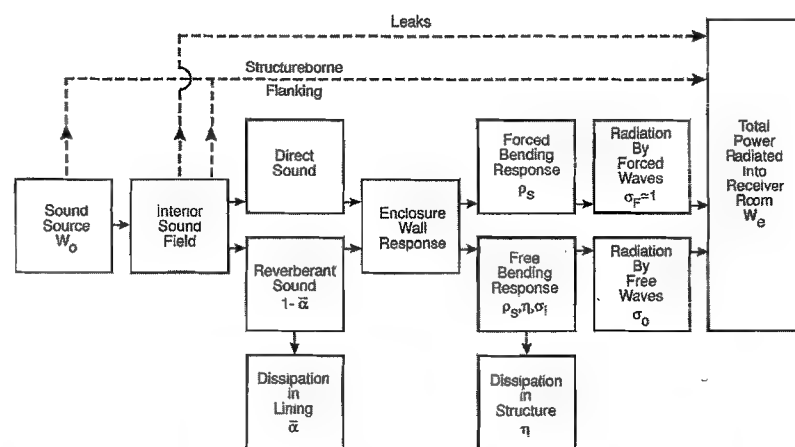 Leaks
Structureborne
Flanking
Sound
Source
W₀
Interior
Sound
Field
Direct
Sound
Reverberant
Sound
1- ᾱ
Dissipation
in
Lining
ᾱ
Enclosure
Wall
Response
Forced
Bending
Response
ρₛ
Free
Bending
Response
ρₛ,η,σᵢ
Dissipation
in
Structure
η
Radiation
By
Forced
Waves
σF≃1
Radiation
By
Free
Waves
σ₀
Total
Power
Radiated
Into
Receiver
Room
Wₑ